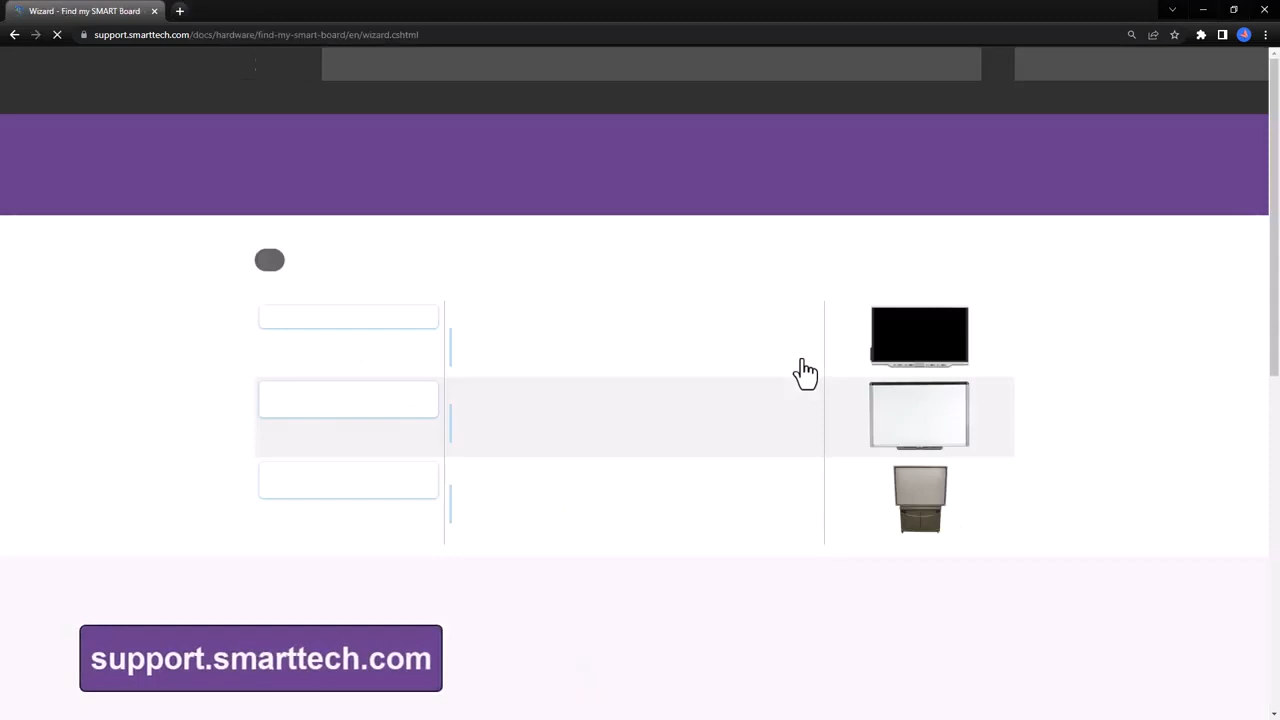 Wizard - Find my SMART Board
support.smarttech.com/docs/hardware/find-my-smart-board/en/wizard.cshtml
support.smarttech.com